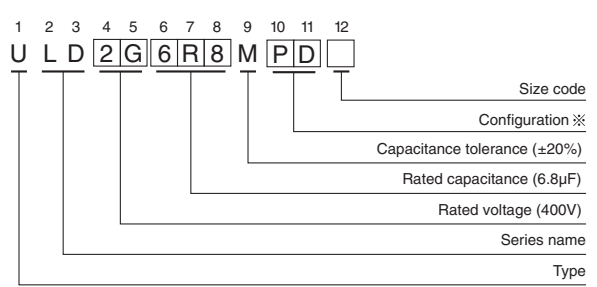 1 2 3 4 5 6 7 8 9 10 11 12
U L D 2 G 6 R 8 M P D
Size code
Configuration ※
Capacitance tolerance (±20%)
Rated capacitance (6.8µF)
Rated voltage (400V)
Series name
Type